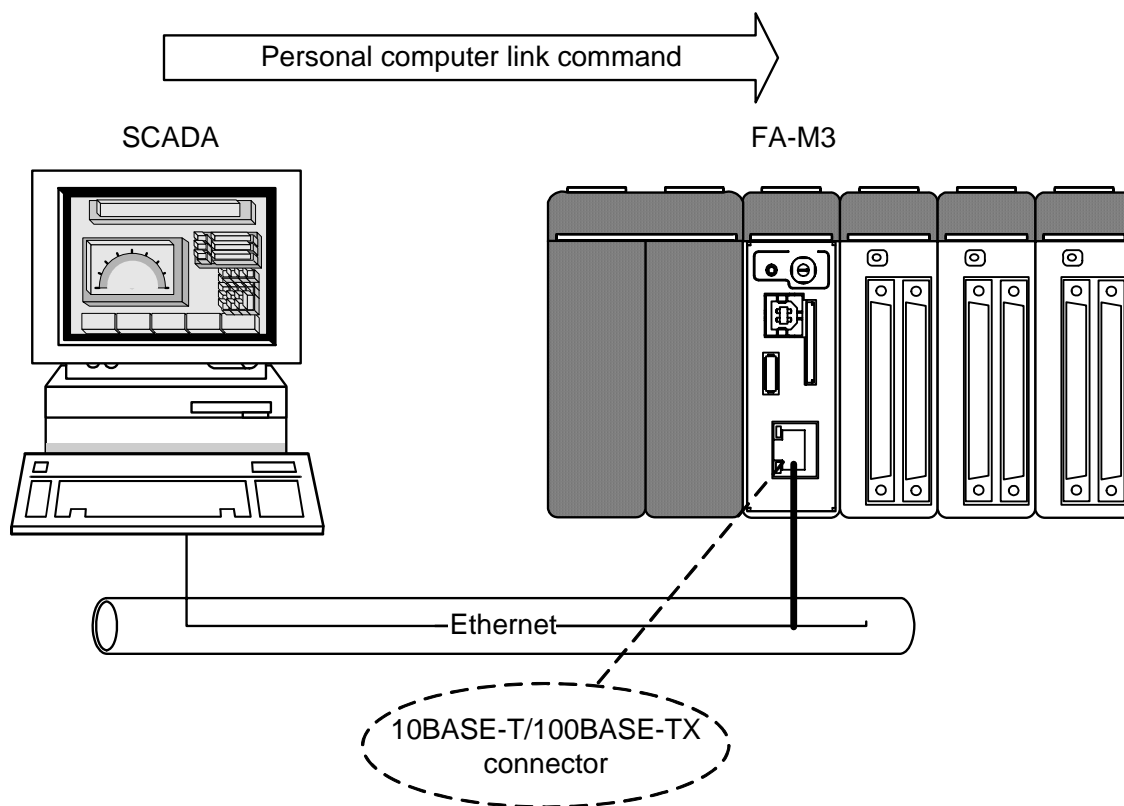 Personal computer link command
SCADA
FA-M3
Ethernet
10BASE-T/100BASE-TX
connector